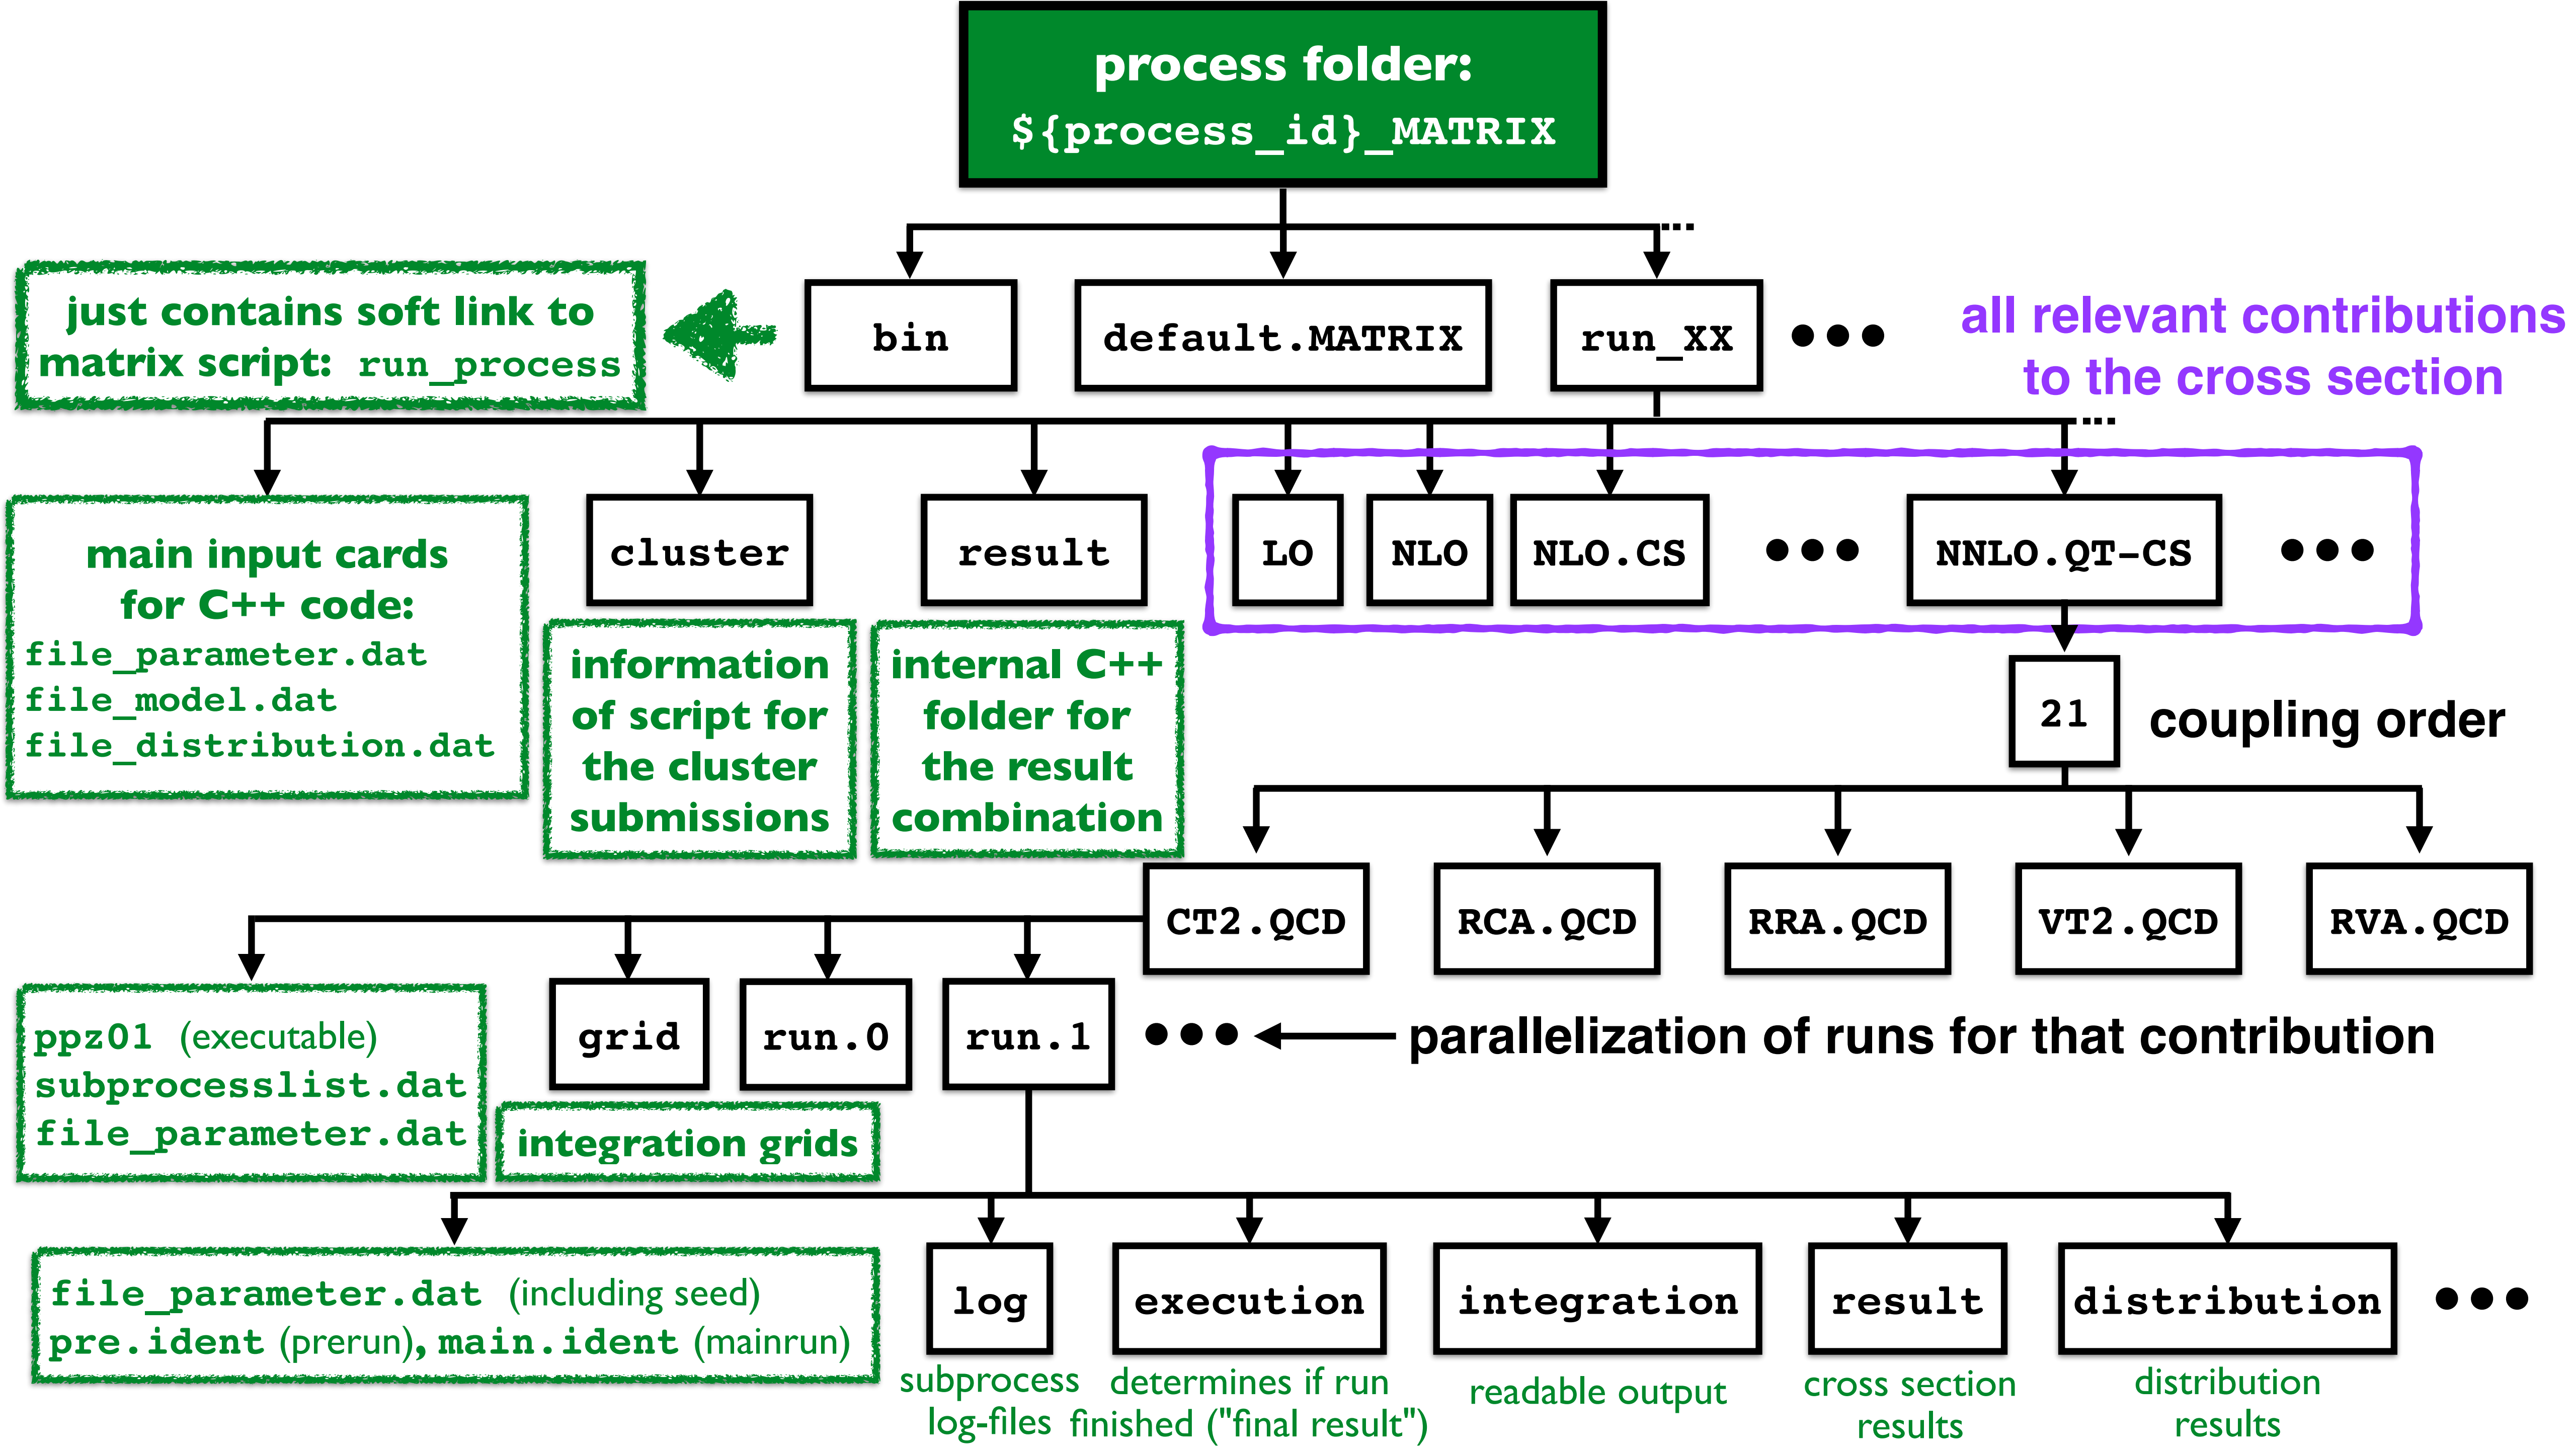 process folder:
${process_id}_MATRIX
just contains soft link to
matrix script: run_process
bin
default.MATRIX
run_XX
•••
all relevant contributions
to the cross section
main input cards
for C++ code:
file_parameter.dat
file_model.dat
file_distribution.dat
cluster
result
LO
NLO
NLO.CS
•••
NNLO.QT-CS
•••
information
of script for
the cluster
submissions
internal C++
folder for
the result
combination
21
coupling order
CT2.QCD
RCA.QCD
RRA.QCD
VT2.QCD
RVA.QCD
ppz01 (executable)
subprocesslist.dat
file_parameter.dat
grid
run.0
run.1
•••
parallelization of runs for that contribution
integration grids
file_parameter.dat (including seed)
pre.ident (prerun), main.ident (mainrun)
log
execution
integration
result
distribution
•••
subprocess
log-files
determines if run
finished ("final result")
readable output
cross section
results
distribution
results